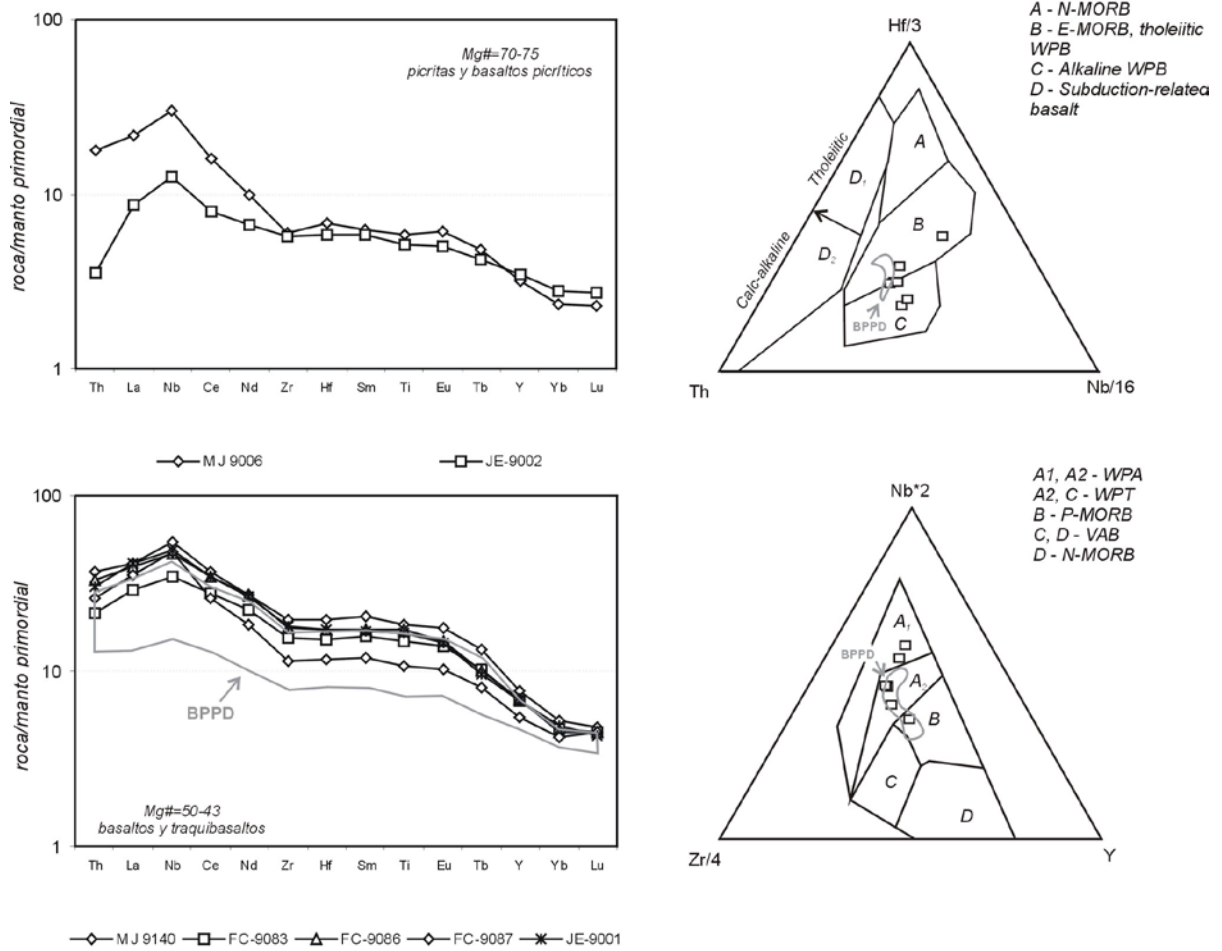 100
10
1
roca/manto primordial
Mg#=70-75
picritas y basaltos picríticos
Th La Nb Ce Nd Zr Hf Sm Ti Eu Tb Y Yb Lu
MJ 9006 JE-9002
Hf/3
A - N-MORB
B - E-MORB, tholeiitic
WPB
C - Alkaline WPB
D - Subduction-related
basalt
Tholeiitic
Calc-alkaline
A
D1
B
D2
BPPD
C
Th
Nb/16
100
10
1
roca/manto primordial
BPPD
Mg#=50-43
basaltos y traquibasaltos
Th La Nb Ce Nd Zr Hf Sm Ti Eu Tb Y Yb Lu
MJ 9140 FC-9083 FC-9086 FC-9087 JE-9001
Nb*2
A1, A2 - WPA
A2, C - WPT
B - P-MORB
C, D - VAB
D - N-MORB
A1
BPPD
A2
B
C
D
Zr/4
Y